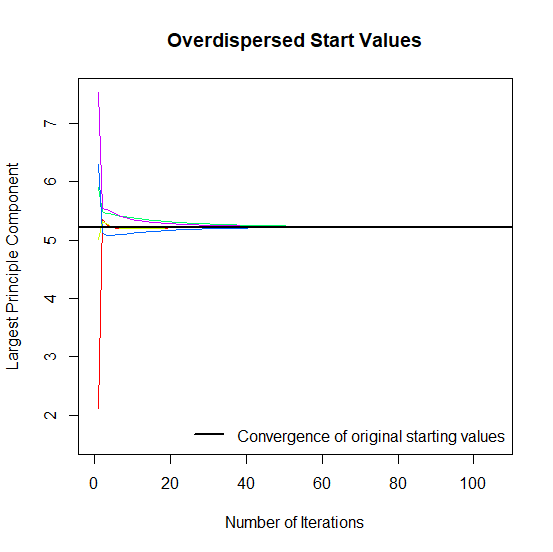 Overdispersed Start Values
Largest Principle Component
7
6
5
4
3
2
Convergence of original starting values
0 20 40 60 80 100
Number of Iterations